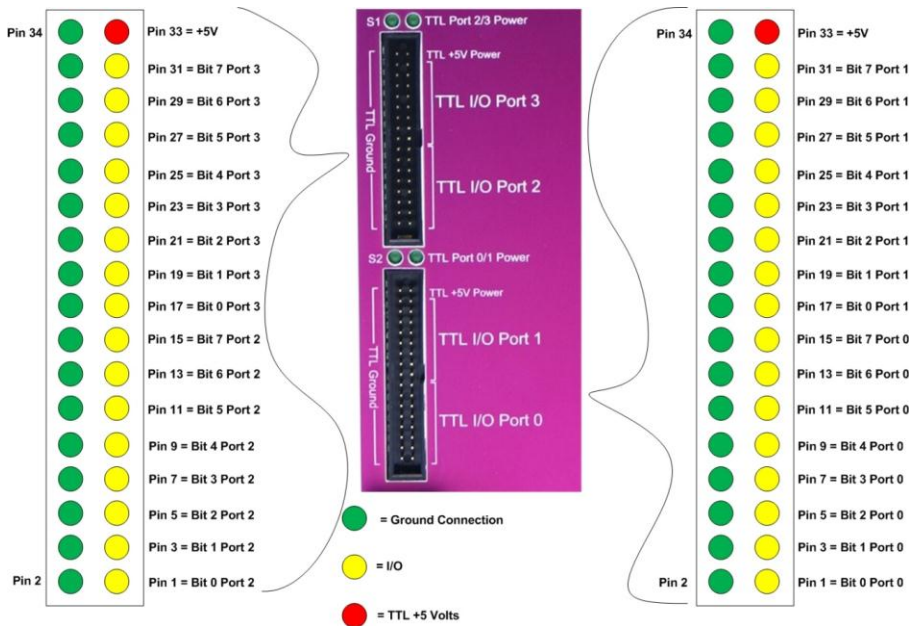 Pin 34
Pin 33 = +5V
Pin 31 = Bit 7 Port 3
Pin 29 = Bit 6 Port 3
Pin 27 = Bit 5 Port 3
Pin 25 = Bit 4 Port 3
Pin 23 = Bit 3 Port 3
Pin 21 = Bit 2 Port 3
Pin 19 = Bit 1 Port 3
Pin 17 = Bit 0 Port 3
Pin 15 = Bit 7 Port 2
Pin 13 = Bit 6 Port 2
Pin 11 = Bit 5 Port 2
Pin 9 = Bit 4 Port 2
Pin 7 = Bit 3 Port 2
Pin 5 = Bit 2 Port 2
Pin 3 = Bit 1 Port 2
Pin 2
Pin 1 = Bit 0 Port 2
S1
TTL Port 2/3 Power
TTL +5V Power
TTL I/O Port 3
TTL Ground
TTL I/O Port 2
S2
TTL Port 0/1 Power
TTL +5V Power
TTL I/O Port 1
TTL Ground
TTL I/O Port 0
= Ground Connection
= I/O
= TTL +5 Volts
Pin 34
Pin 33 = +5V
Pin 31 = Bit 7 Port 1
Pin 29 = Bit 6 Port 1
Pin 27 = Bit 5 Port 1
Pin 25 = Bit 4 Port 1
Pin 23 = Bit 3 Port 1
Pin 21 = Bit 2 Port 1
Pin 19 = Bit 1 Port 1
Pin 17 = Bit 0 Port 1
Pin 15 = Bit 7 Port 0
Pin 13 = Bit 6 Port 0
Pin 11 = Bit 5 Port 0
Pin 9 = Bit 4 Port 0
Pin 7 = Bit 3 Port 0
Pin 5 = Bit 2 Port 0
Pin 3 = Bit 1 Port 0
Pin 2
Pin 1 = Bit 0 Port 0